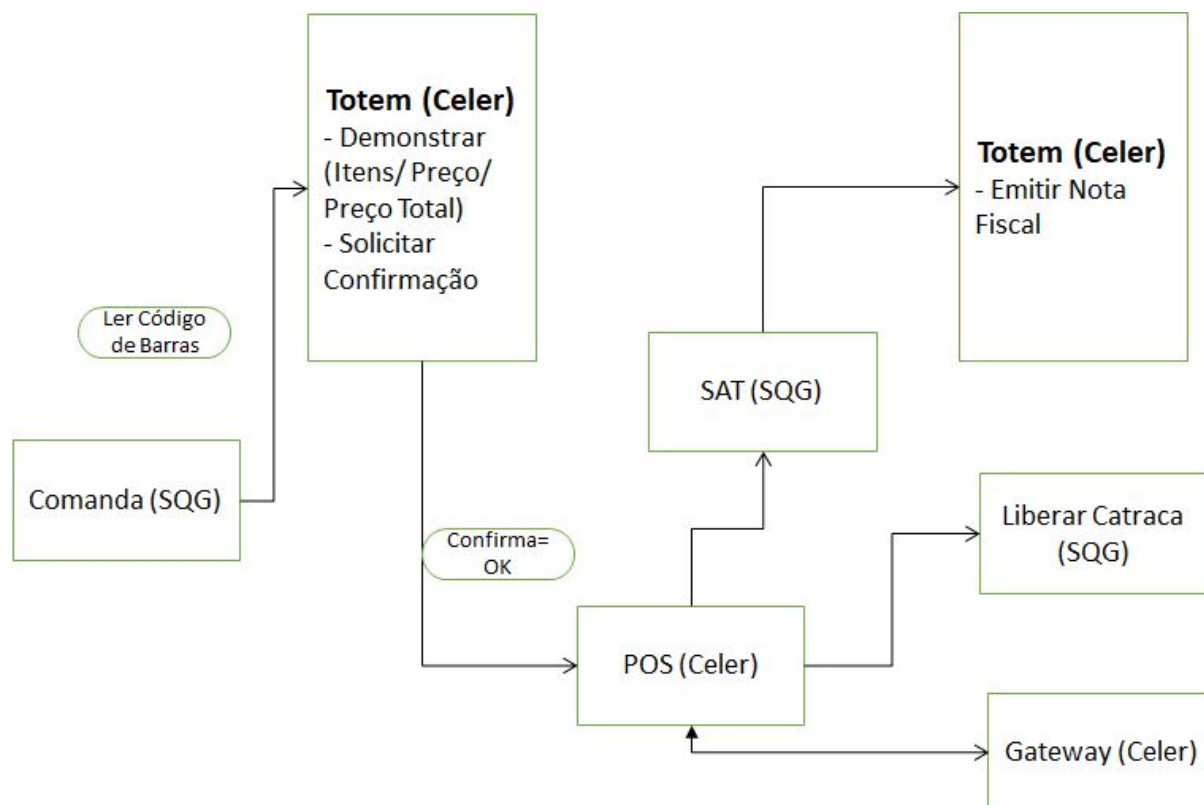 Totem (Celer)
- Demonstrar
(Itens/ Preço/
Preço Total)
- Solicitar
Confirmação
Totem (Celer)
- Emitir Nota
Fiscal
Ler Código
de Barras
SAT (SQG)
Comanda (SQG)
Liberar Catraca
(SQG)
Confirma=
OK
POS (Celer)
Gateway (Celer)